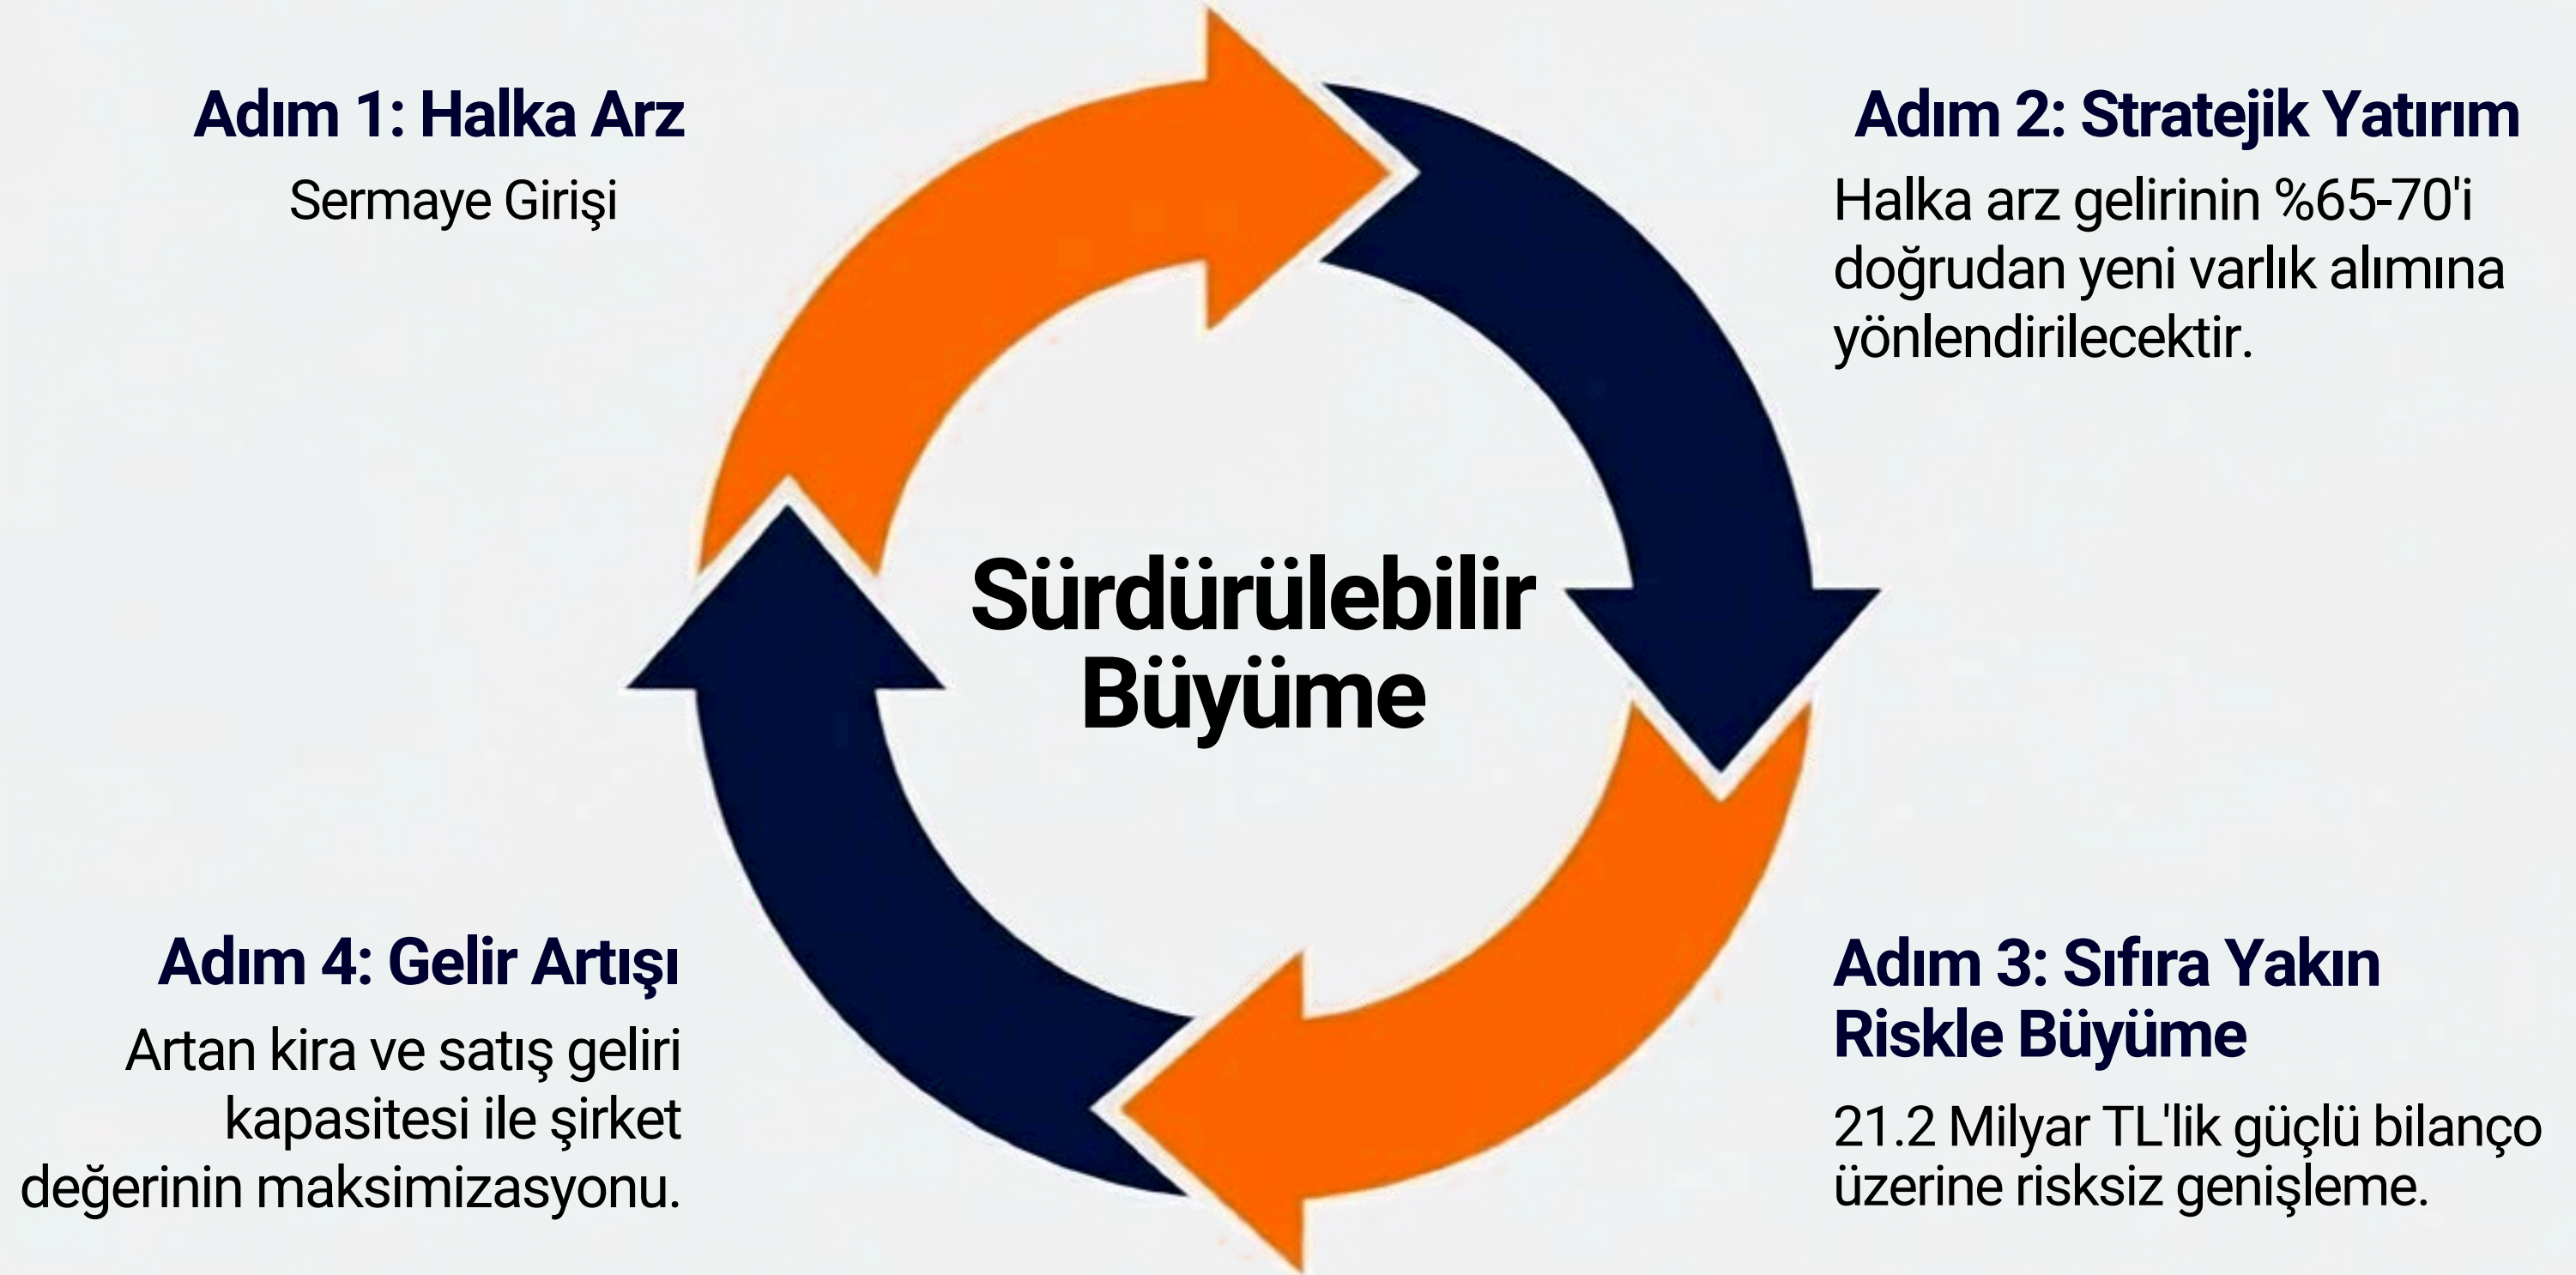 Adım 1: Halka Arz
Sermaye Girişi
Adım 2: Stratejik Yatırım
Halka arz gelirinin %65-70'i
doğrudan yeni varlık alımına
yönlendirilecektir.
Sürdürülebilir
Büyüme
Adım 3: Sıfıra Yakın
Riskle Büyüme
21.2 Milyar TL'lik güçlü bilanço
üzerine risksiz genişleme.
Adım 4: Gelir Artışı
Artan kira ve satış geliri
kapasitesi ile şirket
değerinin maksimizasyonu.